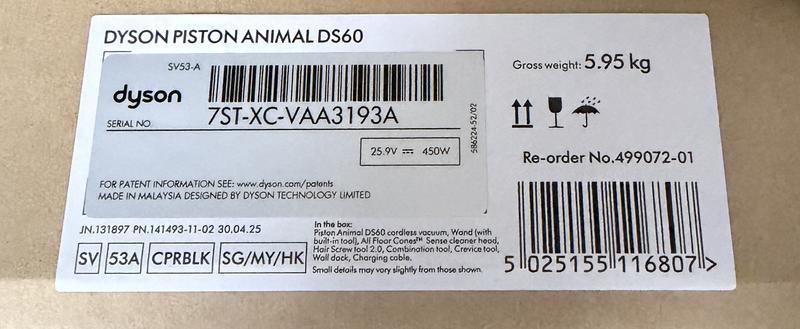 DYSON PISTON ANIMAL DS60
SV53-A
dyson
SERIAL NO.
7ST-XC-VAA3193A
586224-52/02
25.9V ⎓ 450W
FOR PATENT INFORMATION SEE: www.dyson.com/patents
MADE IN MALAYSIA DESIGNED BY DYSON TECHNOLOGY LIMITED
JN.131897 PN.141493-11-02 30.04.25
SV 53A CPRBLK SG/MY/HK
In the box:
Piston Animal DS60 cordless vacuum, Wand (with
built-in tool), All Floor Cones™ Sense cleaner head,
Hair Screw tool 2.0, Combination tool, Crevice tool,
Wall dock, Charging cable.
Small details may vary slightly from those shown.
Gross weight: 5.95 kg
Re-order No.499072-01
5 025155 116807 >